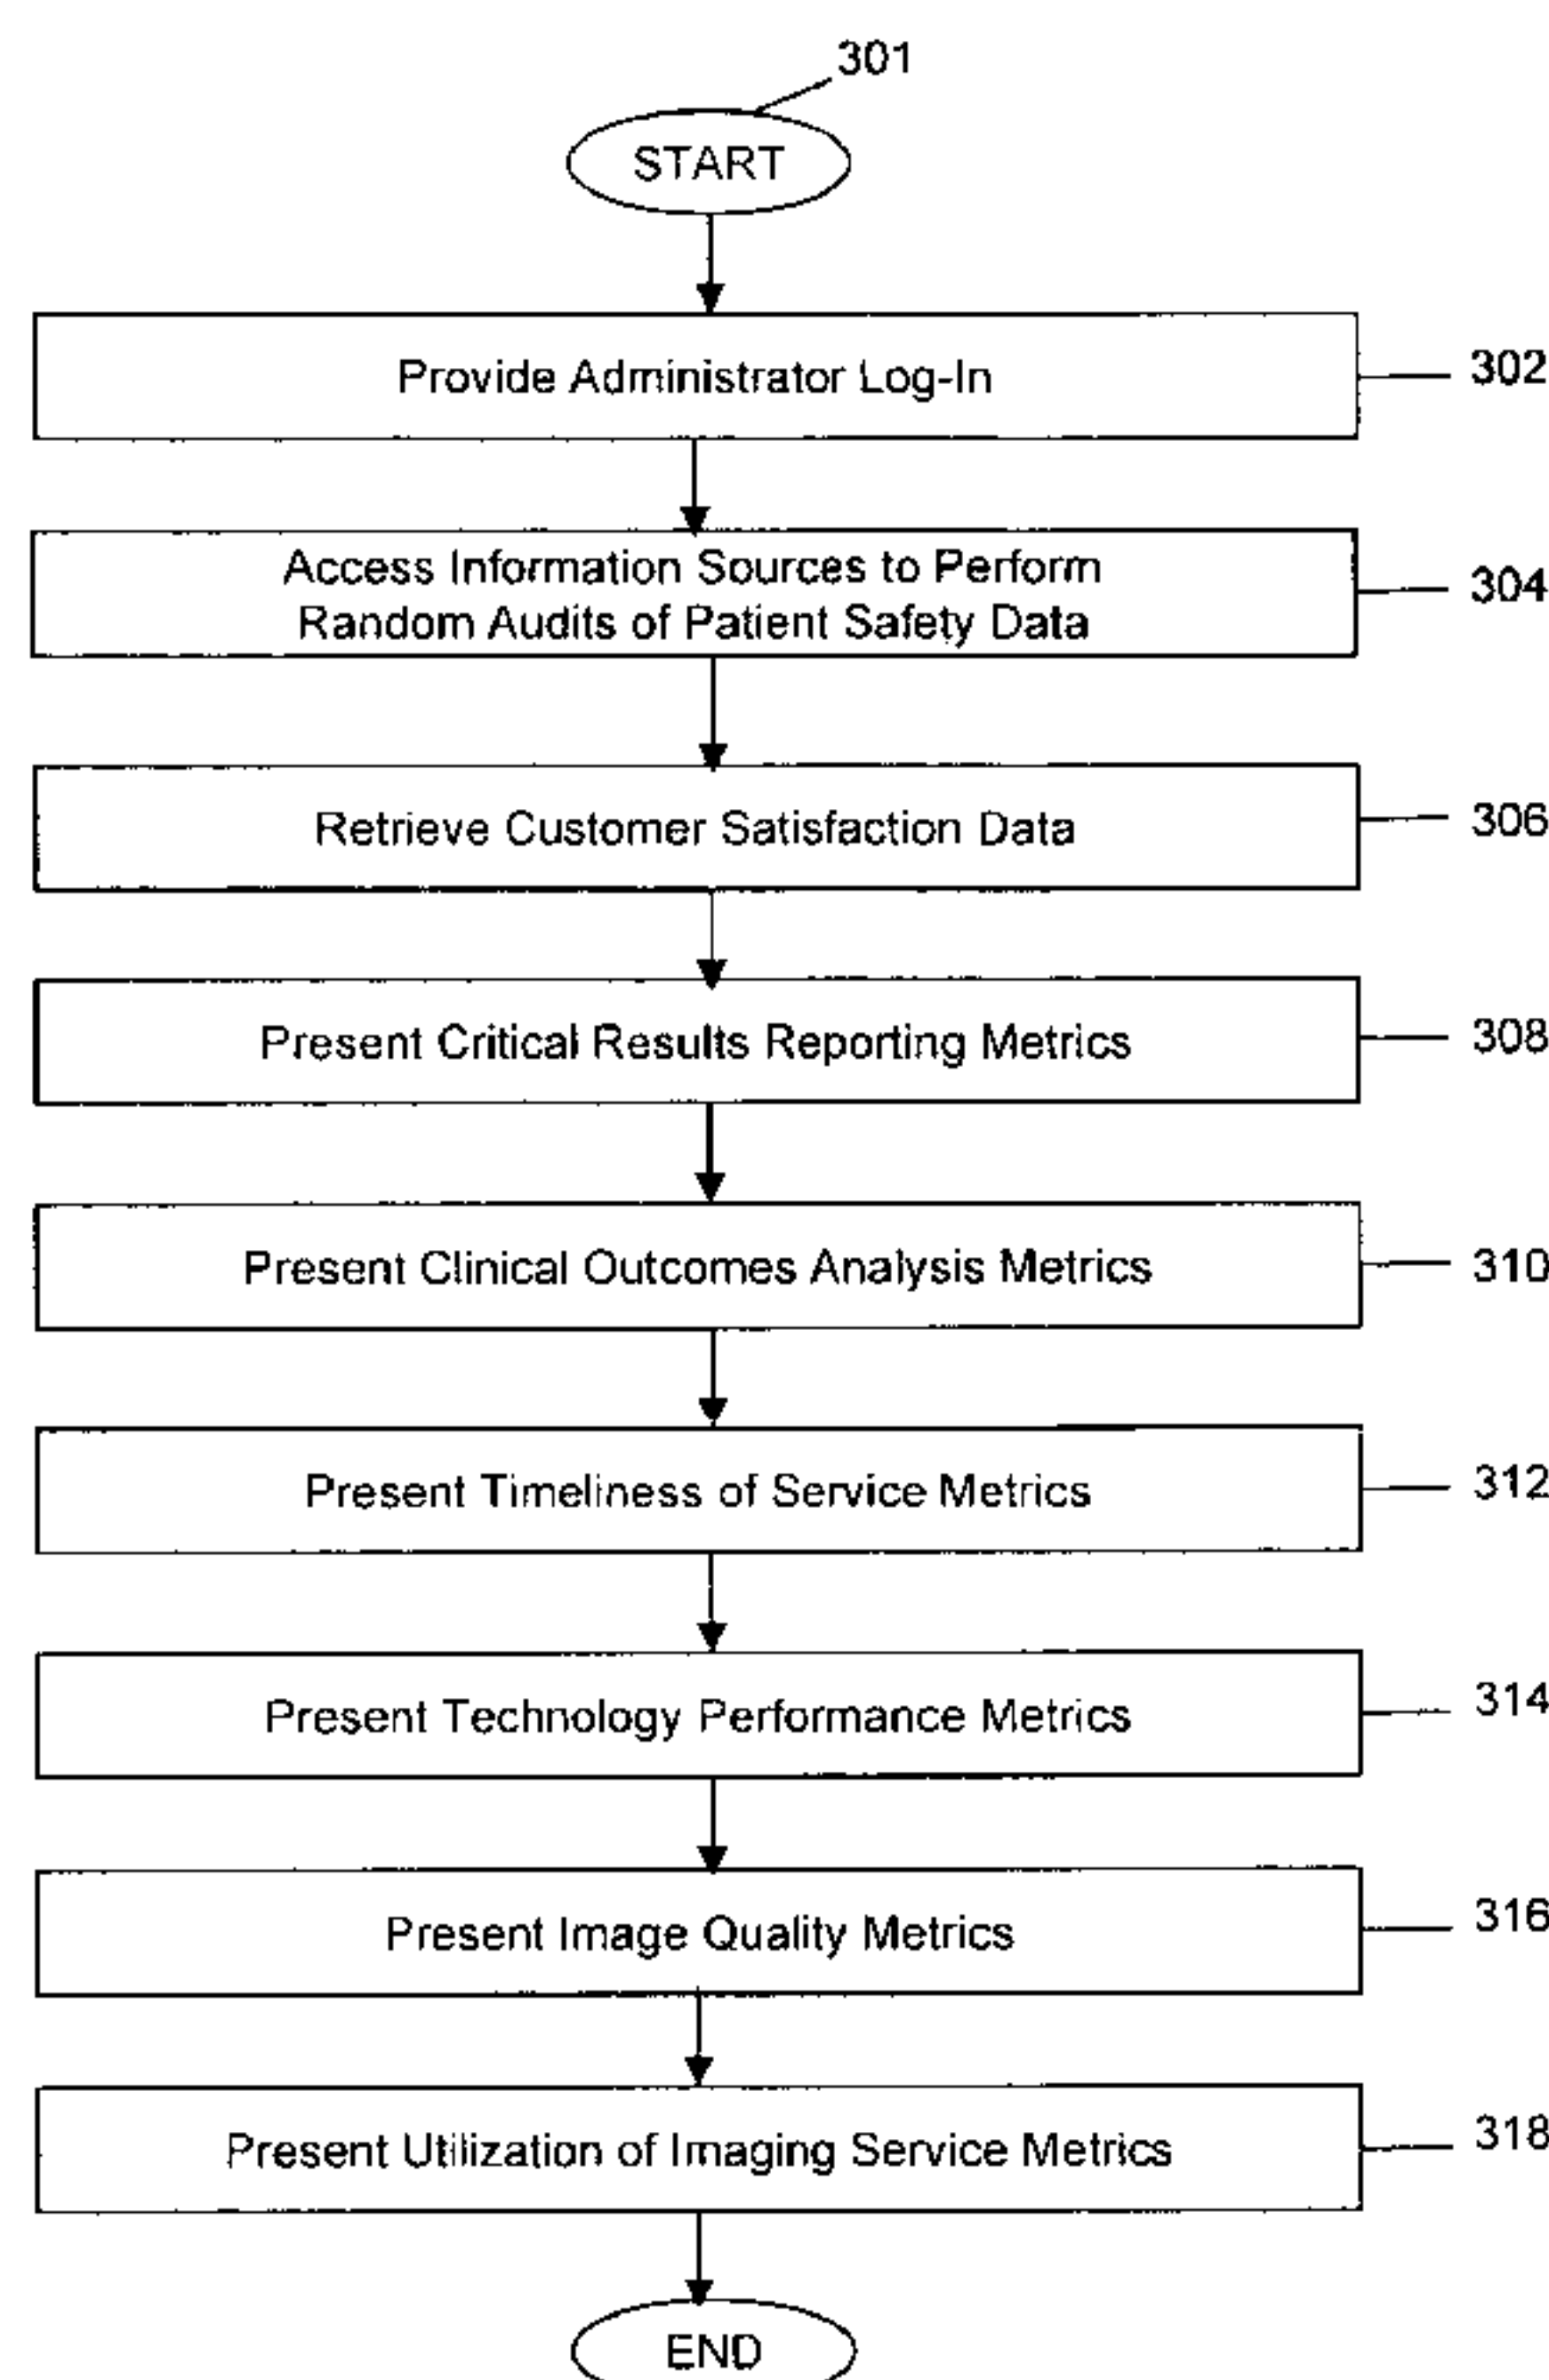 301
START
Provide Administrator Log-In
302
Access Information Sources to Perform
Random Audits of Patient Safety Data
304
Retrieve Customer Satisfaction Data
306
Present Critical Results Reporting Metrics
308
Present Clinical Outcomes Analysis Metrics
310
Present Timeliness of Service Metrics
312
Present Technology Performance Metrics
314
Present Image Quality Metrics
316
Present Utilization of Imaging Service Metrics
318
END